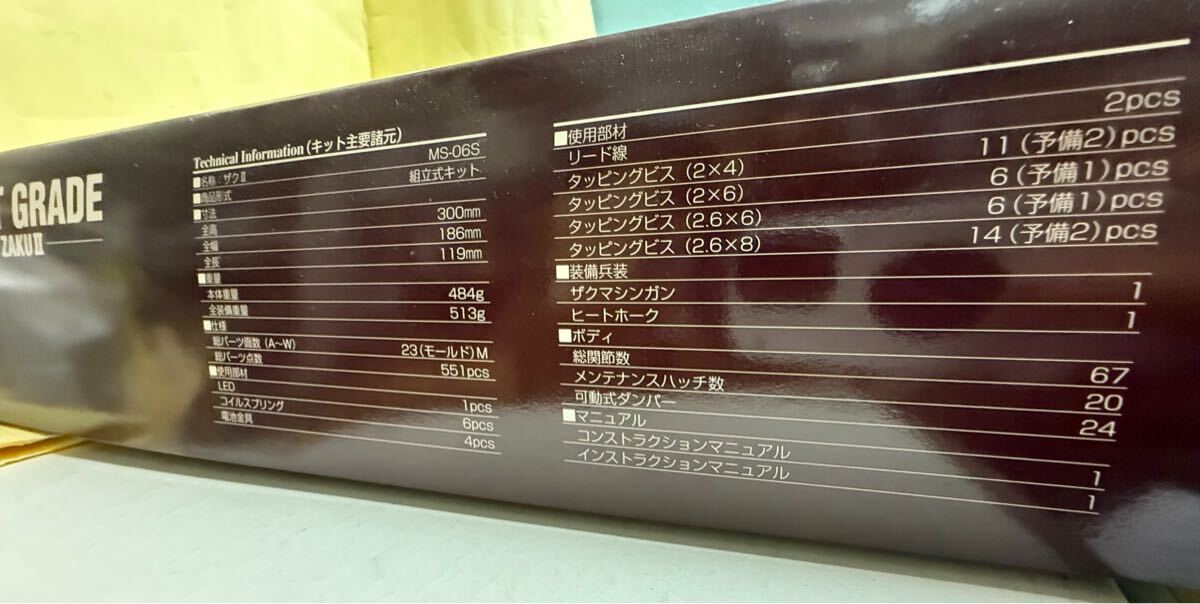 T GRADE
ZAKUⅡ
Technical Information (キット主要諸元)
■名称:ザクⅡ MS-06S
■商品形式 組立式キット
■寸法
全高 300mm
全幅 186mm
全長 119mm
■重量
本体重量 484g
全装備重量 513g
■仕様
総パーツ面数 (A~W) 23(モールド)M
総パーツ点数 551pcs
■使用部材
LED 1pcs
コイルスプリング 6pcs
電池金具 4pcs
■使用部材
リード線 2pcs
タッピングビス (2×4) 11(予備2)pcs
タッピングビス (2×6) 6(予備1)pcs
タッピングビス (2.6×6) 6(予備1)pcs
タッピングビス (2.6×8) 14(予備2)pcs
■装備兵装
ザクマシンガン 1
ヒートホーク 1
■ボディ
総関節数 67
メンテナンスハッチ数 20
可動式ダンパー 24
■マニュアル
コンストラクションマニュアル 1
インストラクションマニュアル 1